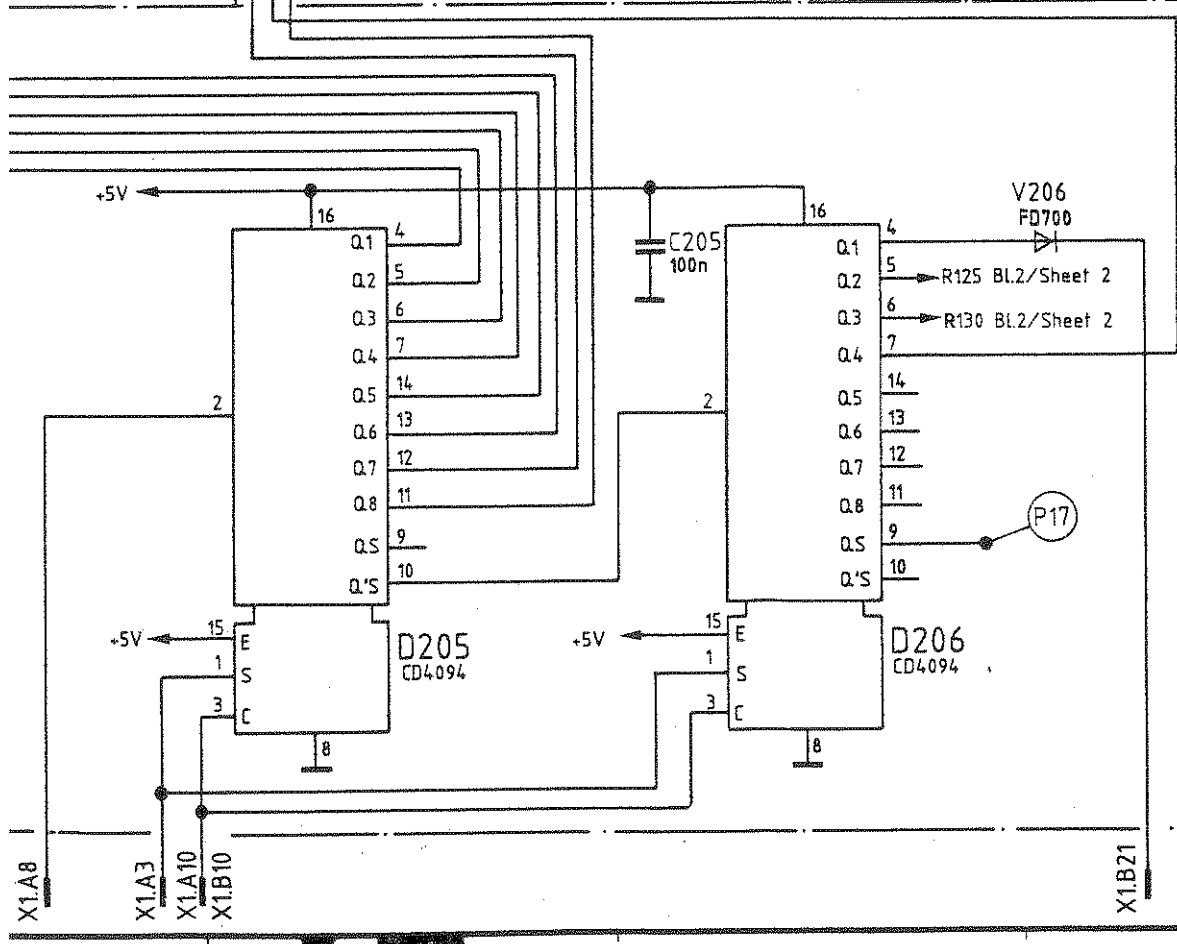 +5V
16
Q1 4
Q2 5
Q3 6
Q4 7
Q5 14
Q6 13
Q7 12
Q8 11
QS 9
Q'S 10
2
+5V
15 E
1 S
3 C
8
D205
CD4094
C205
100n
16
Q1 4
Q2 5
Q3 6
Q4 7
Q5 14
Q6 13
Q7 12
Q8 11
QS 9
Q'S 10
2
+5V
15 E
1 S
3 C
8
D206
CD4094
V206
FD700
R125 Bl.2/Sheet 2
R130 Bl.2/Sheet 2
P17
X1.A8
X1.A3
X1.A10
X1.B10
X1.B21